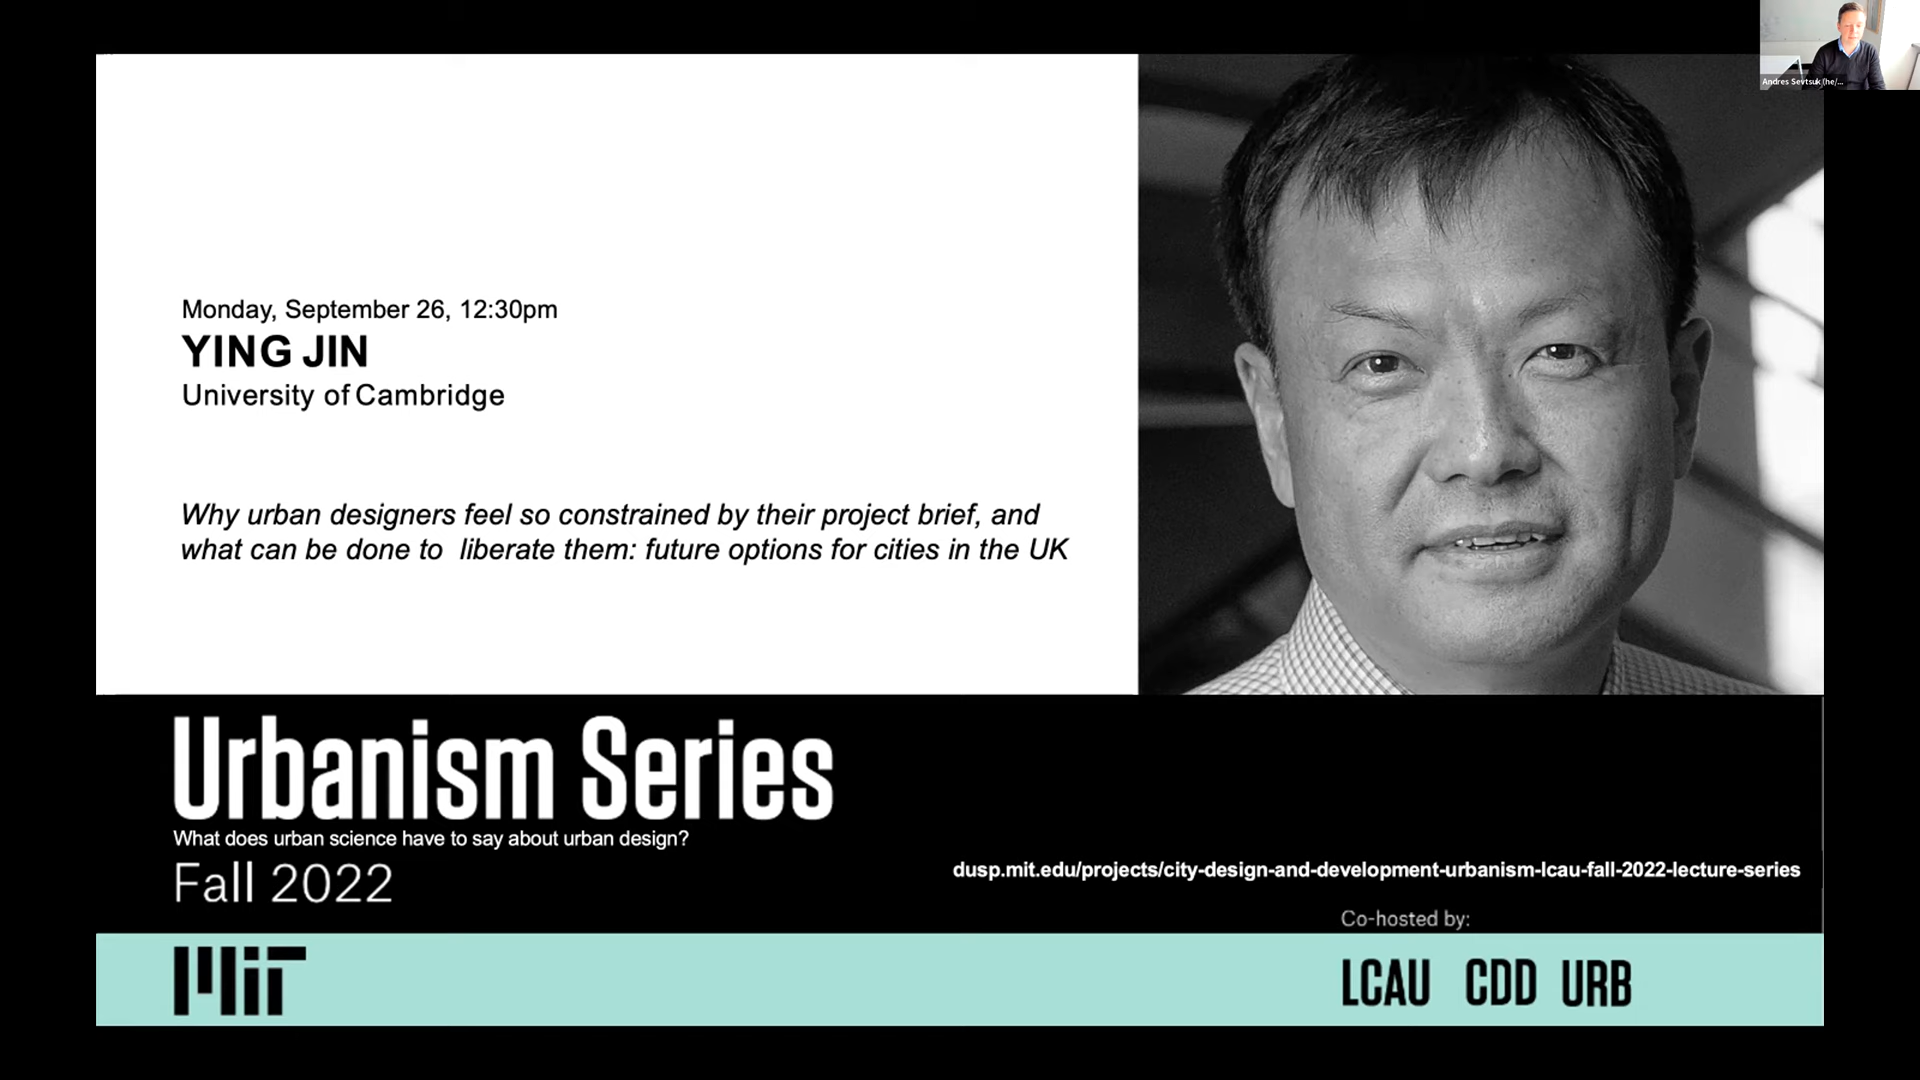 Andres Sevtsuk (he/...
Monday, September 26, 12:30pm
YING JIN
University of Cambridge
Why urban designers feel so constrained by their project brief, and
what can be done to liberate them: future options for cities in the UK
Urbanism Series
What does urban science have to say about urban design?
Fall 2022
dusp.mit.edu/projects/city-design-and-development-urbanism-lcau-fall-2022-lecture-series
Co-hosted by:
MIT
LCAU CDD URB